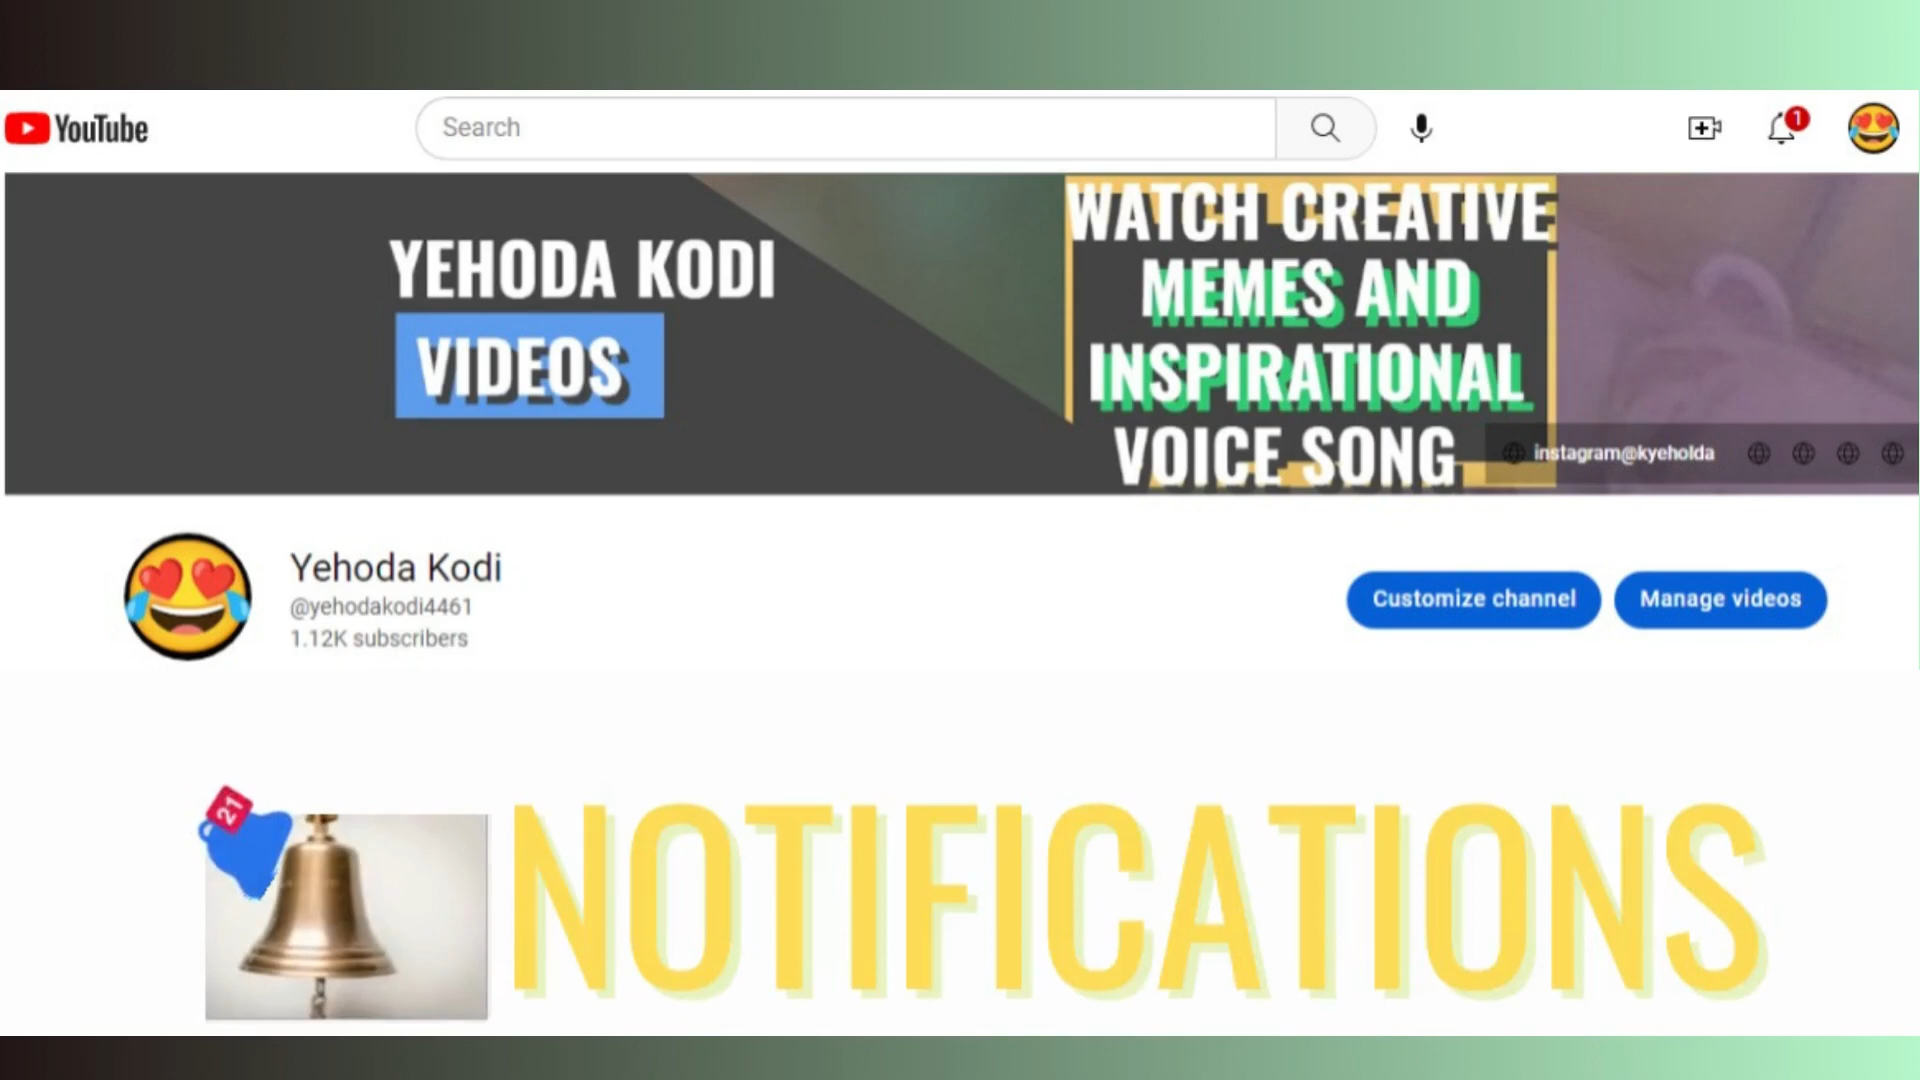 YouTube
Search
1
YEHODA KODI
VIDEOS
WATCH CREATIVE
MEMES AND
INSPIRATIONAL
VOICE SONG
instagram@kyeholda
Yehoda Kodi
@yehodakodi4461
1.12K subscribers
Customize channel
Manage videos
21
NOTIFICATIONS